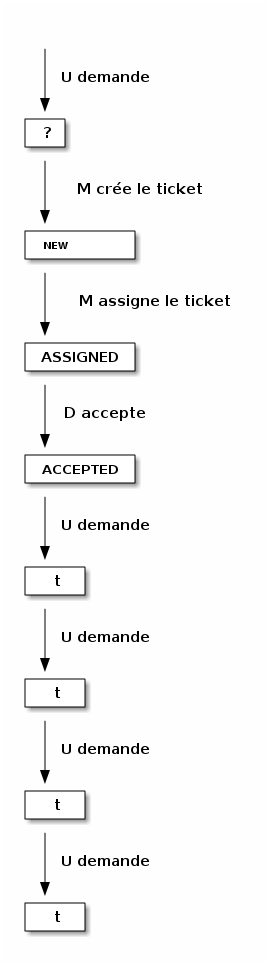 U demande
?
M crée le ticket
NEW
M assigne le ticket
ASSIGNED
D accepte
ACCEPTED
U demande
t
U demande
t
U demande
t
U demande
t